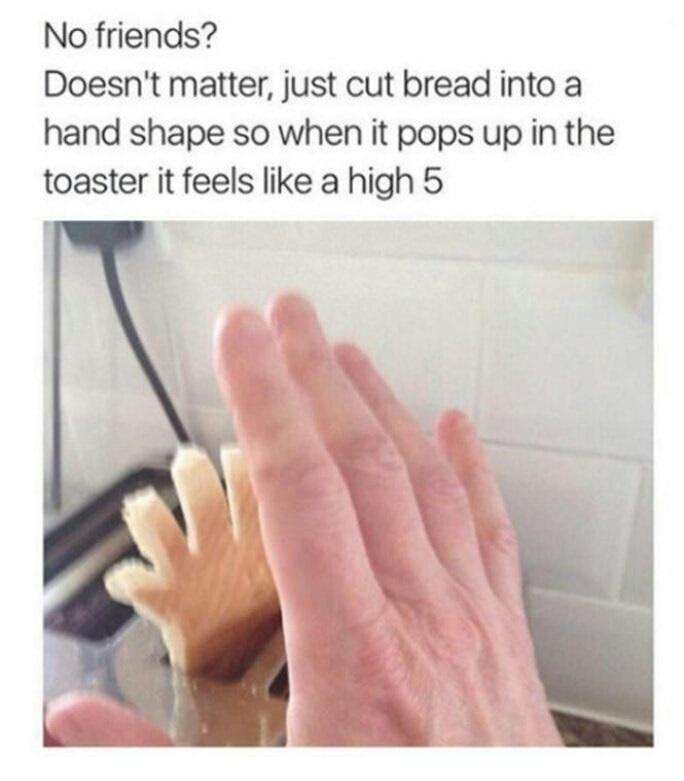 No friends?
Doesn't matter, just cut bread into a
hand shape so when it pops up in the
toaster it feels like a high 5